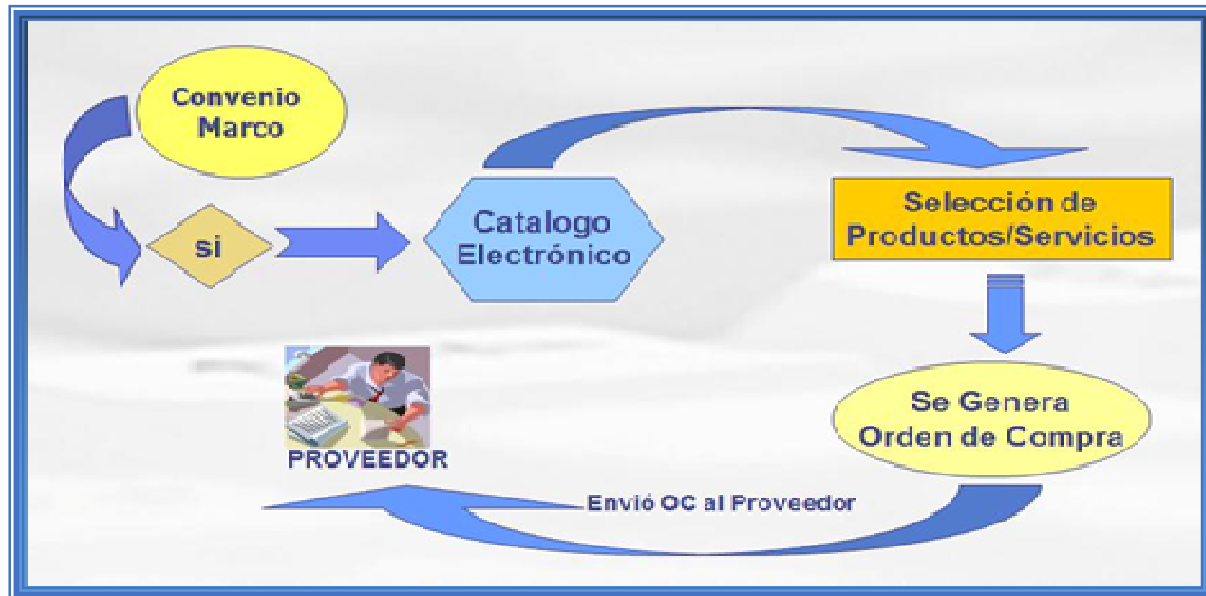 Convenio
Marco
si
Catalogo
Electrónico
Selección de
Productos/Servicios
Se Genera
Orden de Compra
Envió OC al Proveedor
PROVEEDOR